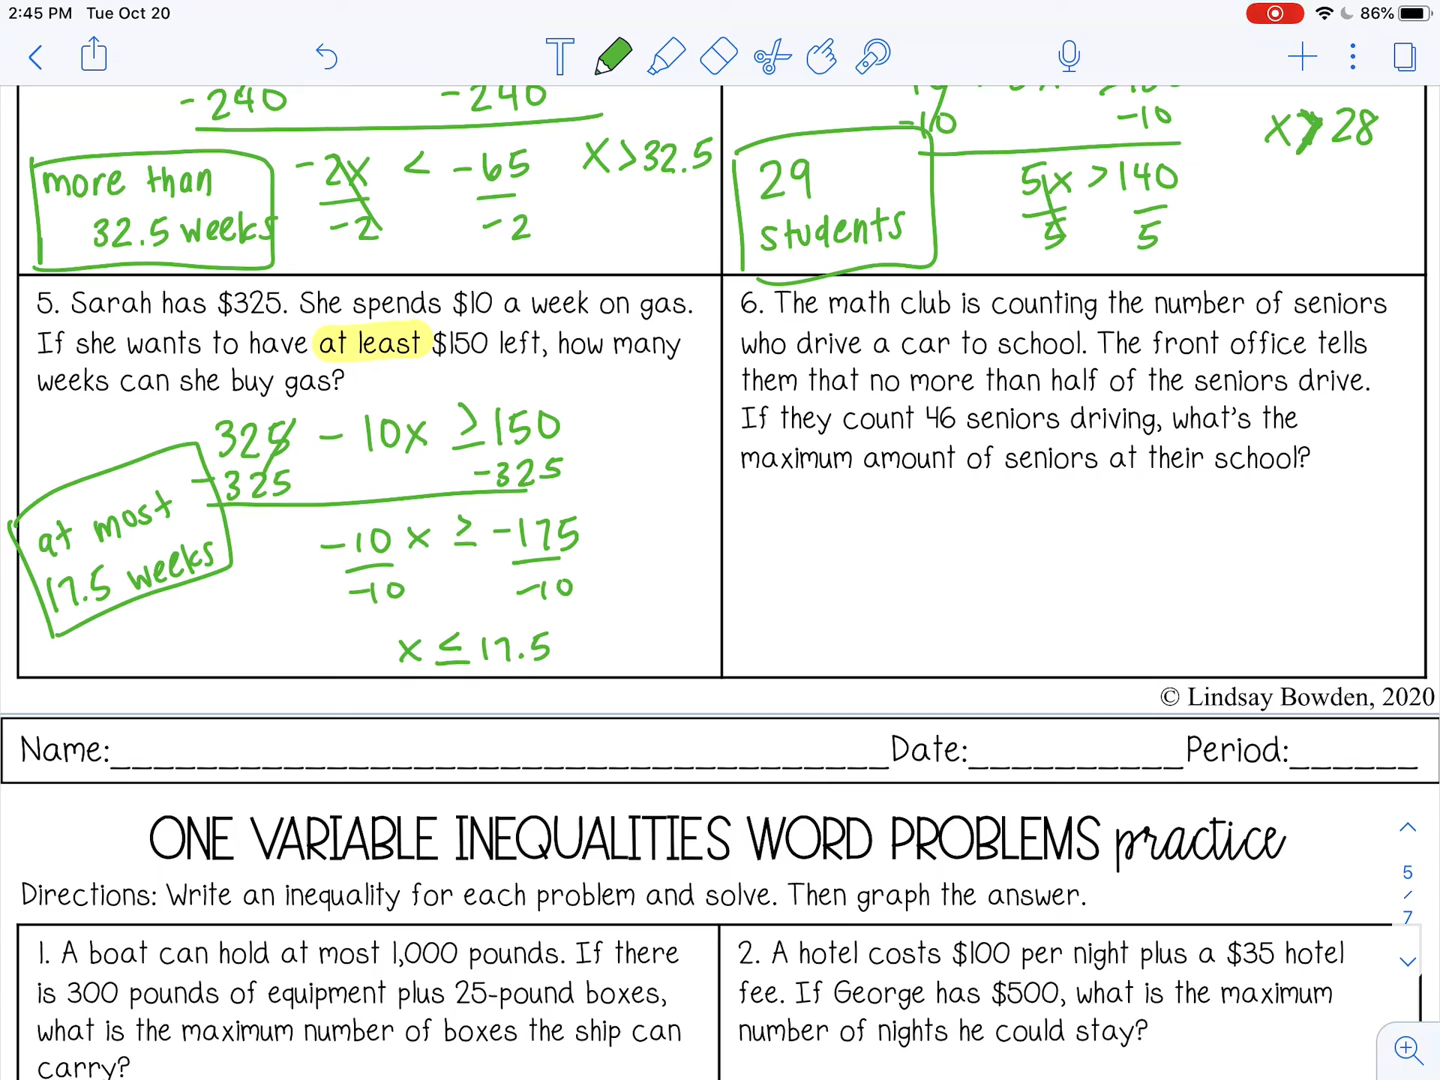 2:45 PM Tue Oct 20
86%
-240 -240
-10 -10
-2x < -65
-2 -2
x > 32.5
more than
32.5 weeks
x > 28
5x > 140
5 5
29
students
5. Sarah has $325. She spends $10 a week on gas.
If she wants to have at least $150 left, how many
weeks can she buy gas?
325 - 10x ≥ 150
-325 -325
-10x ≥ -175
-10 -10
x ≤ 17.5
at most
17.5 weeks
6. The math club is counting the number of seniors
who drive a car to school. The front office tells
them that no more than half of the seniors drive.
If they count 46 seniors driving, what's the
maximum amount of seniors at their school?
© Lindsay Bowden, 2020
Name:_________________________________Date:__________Period:______
ONE VARIABLE INEQUALITIES WORD PROBLEMS practice
Directions: Write an inequality for each problem and solve. Then graph the answer.
1. A boat can hold at most 1,000 pounds. If there
is 300 pounds of equipment plus 25-pound boxes,
what is the maximum number of boxes the ship can
carry?
2. A hotel costs $100 per night plus a $35 hotel
fee. If George has $500, what is the maximum
number of nights he could stay?
5
/
7